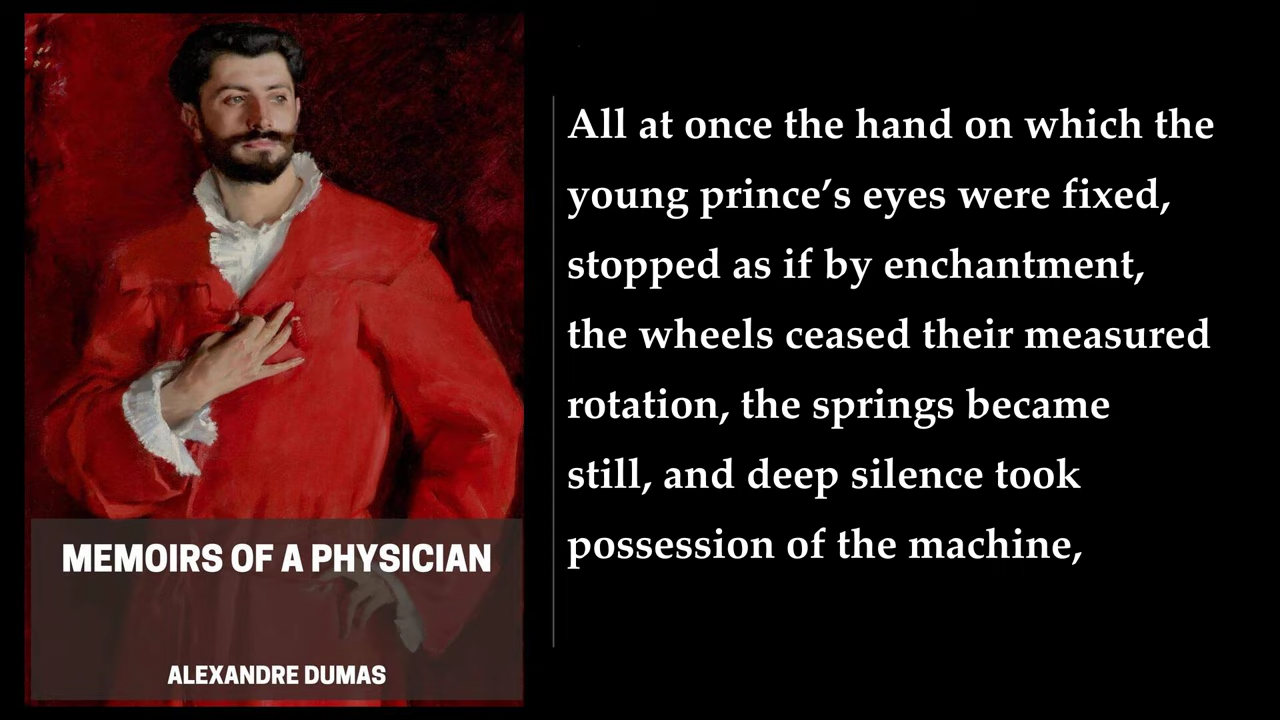 MEMOIRS OF A PHYSICIAN
ALEXANDRE DUMAS
All at once the hand on which the
young prince’s eyes were fixed,
stopped as if by enchantment,
the wheels ceased their measured
rotation, the springs became
still, and deep silence took
possession of the machine,